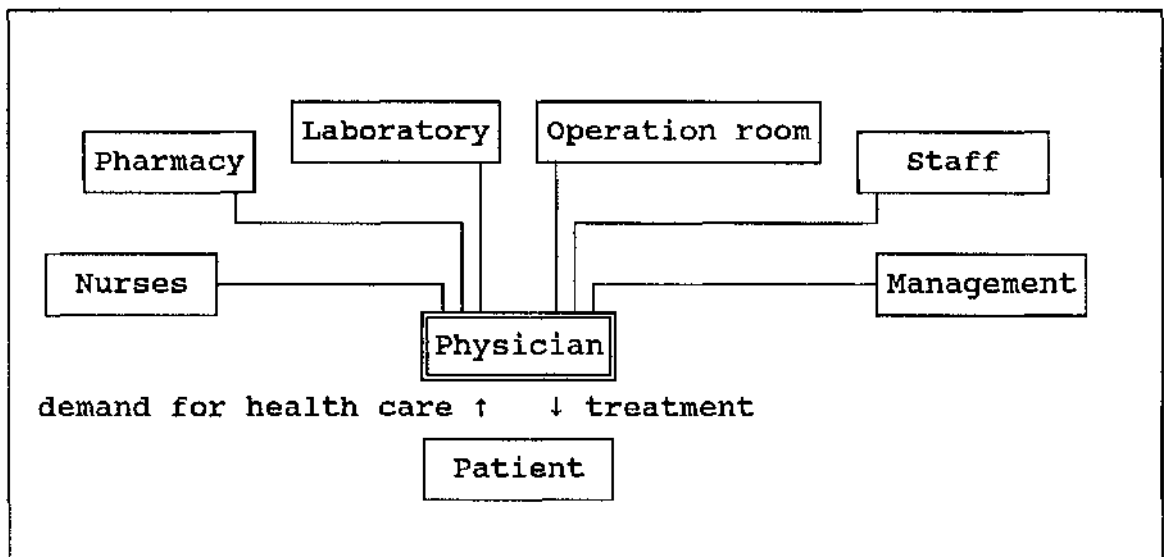 Laboratory
Operation room
Pharmacy
Staff
Nurses
Management
Physician
demand for health care ↑ ↓ treatment
Patient